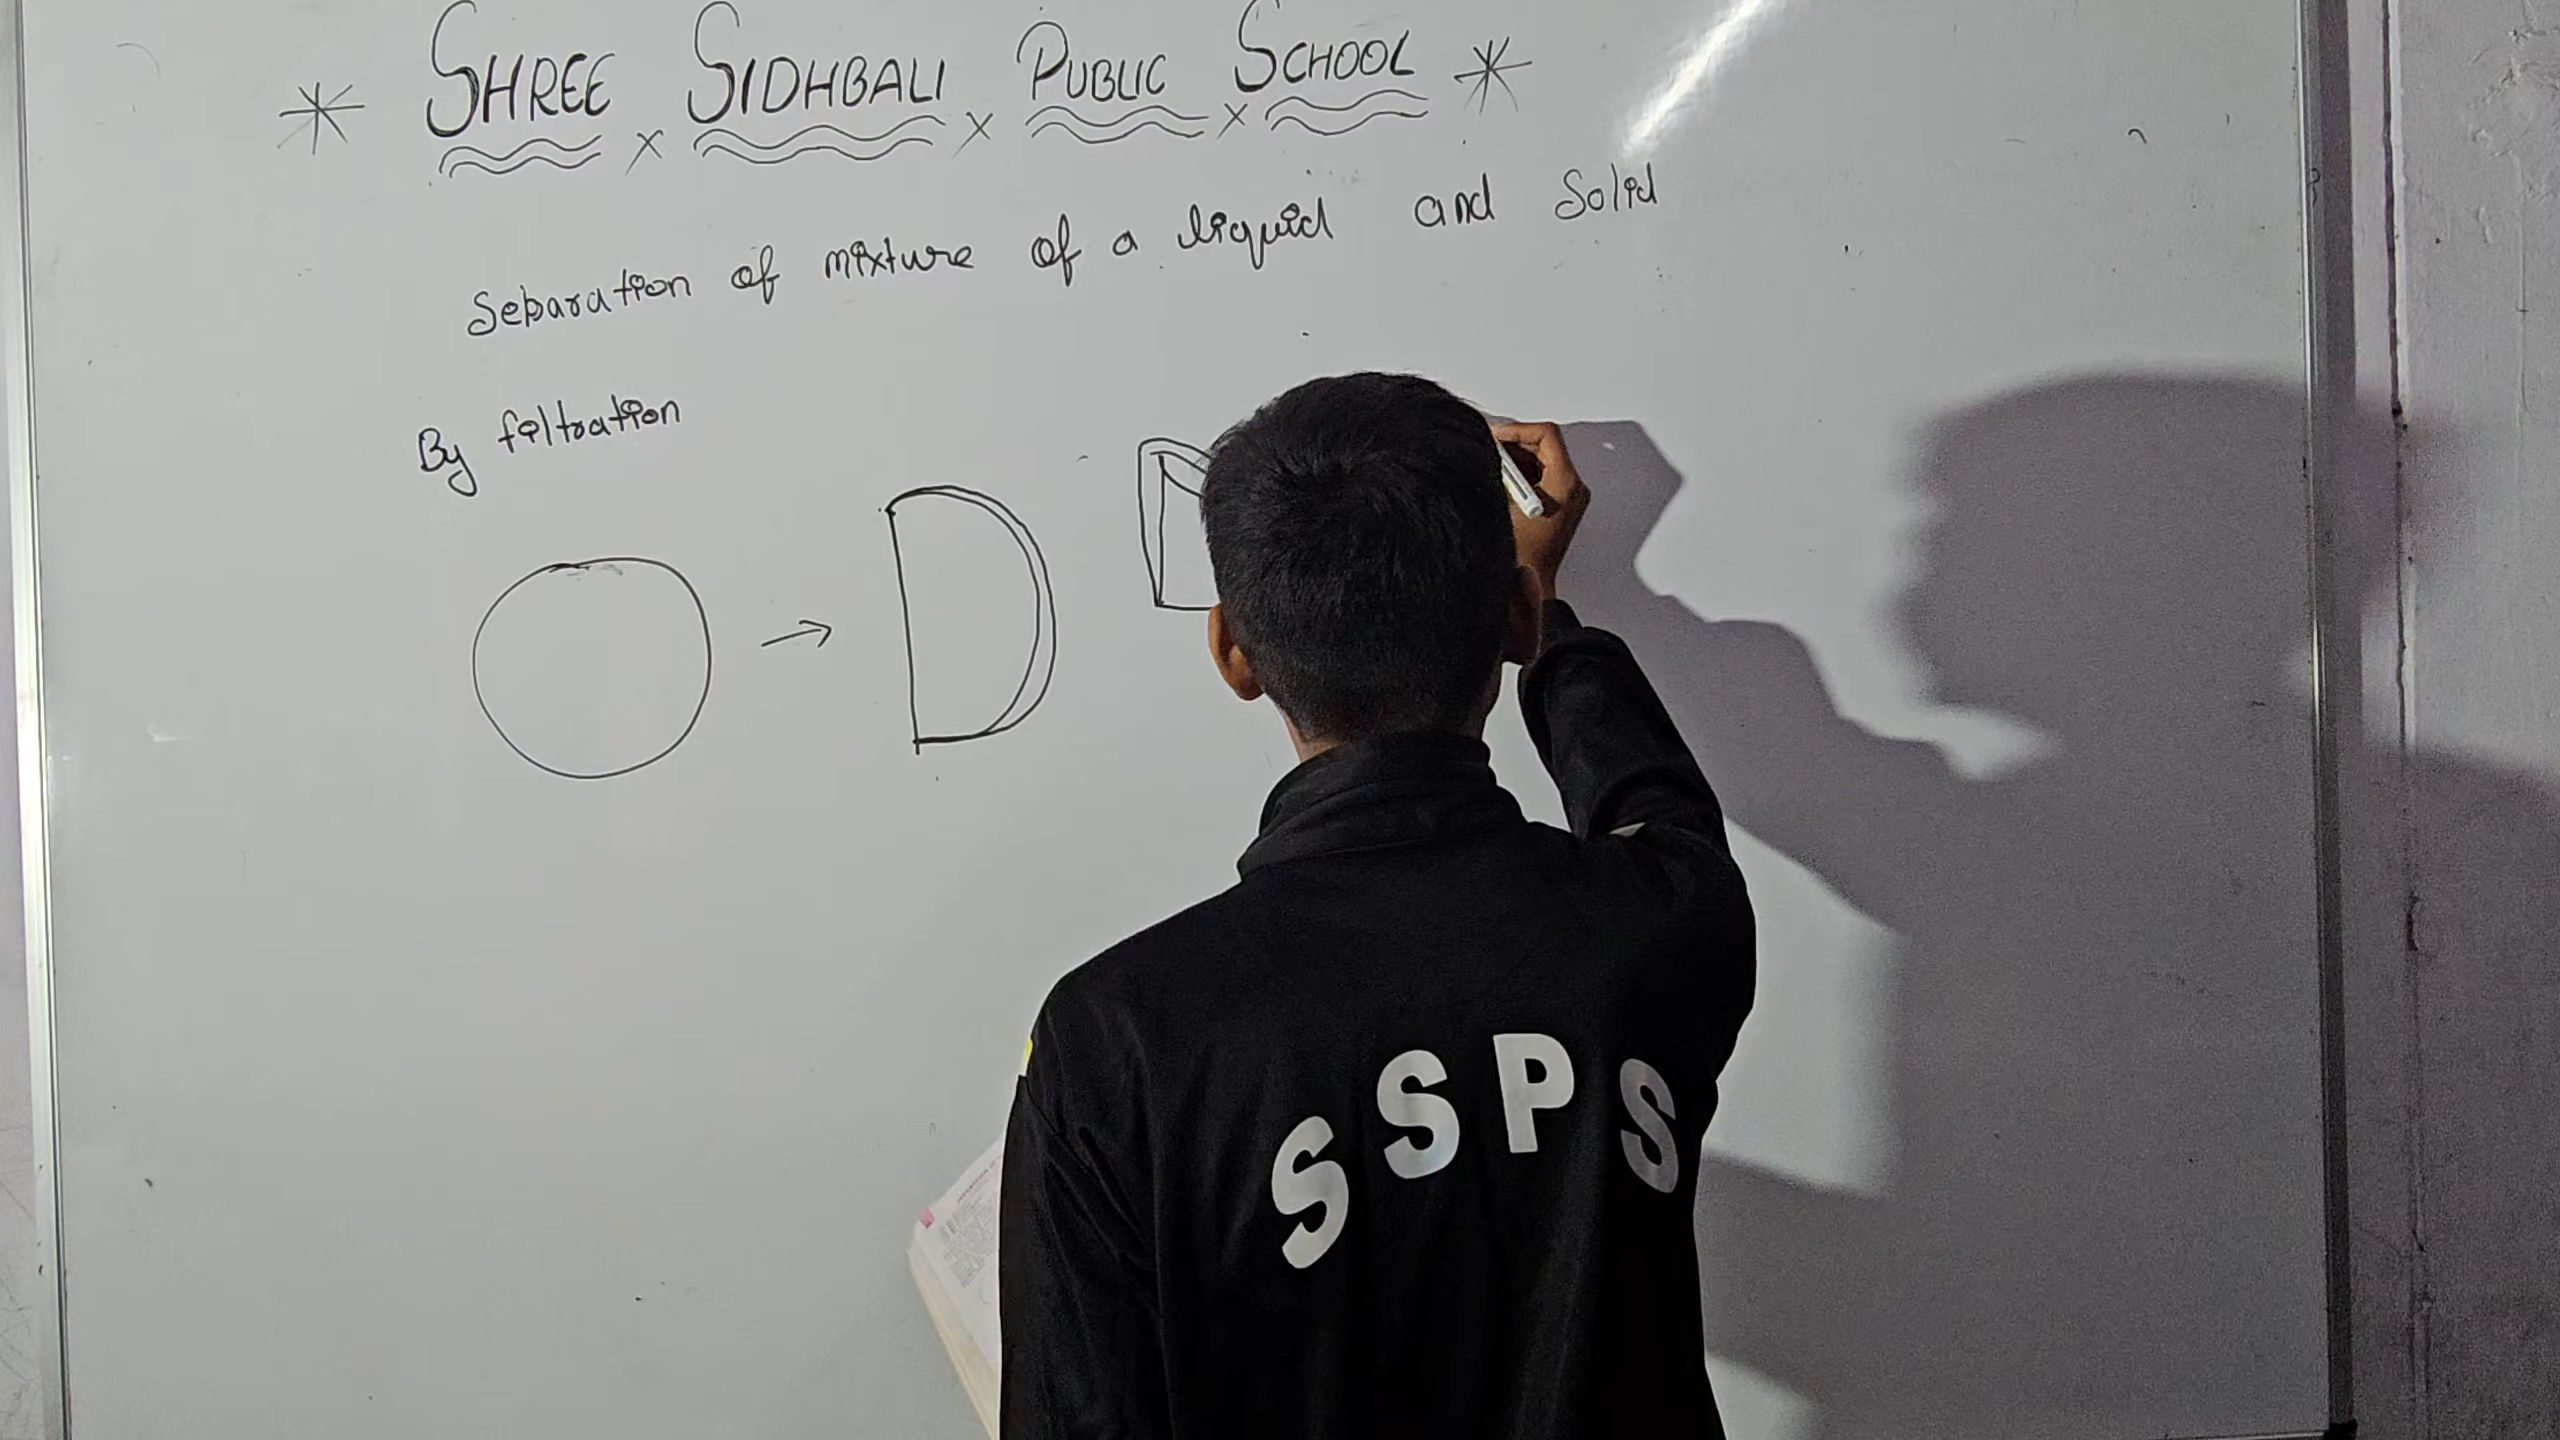 * SHREE SIDHBALI PUBLIC SCHOOL *
x x x
Separation of mixture of a liquid and Solid
By filtration
SSPS